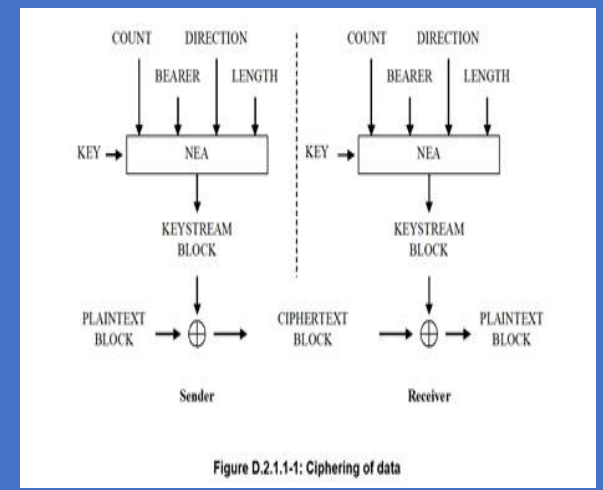 COUNT DIRECTION COUNT DIRECTION
BEARER LENGTH BEARER LENGTH
KEY NEA KEY NEA
KEYSTREAM BLOCK KEYSTREAM BLOCK
PLAINTEXT BLOCK CIPHERTEXT BLOCK PLAINTEXT BLOCK
Sender Receiver
Figure D.2.1.1-1: Ciphering of data